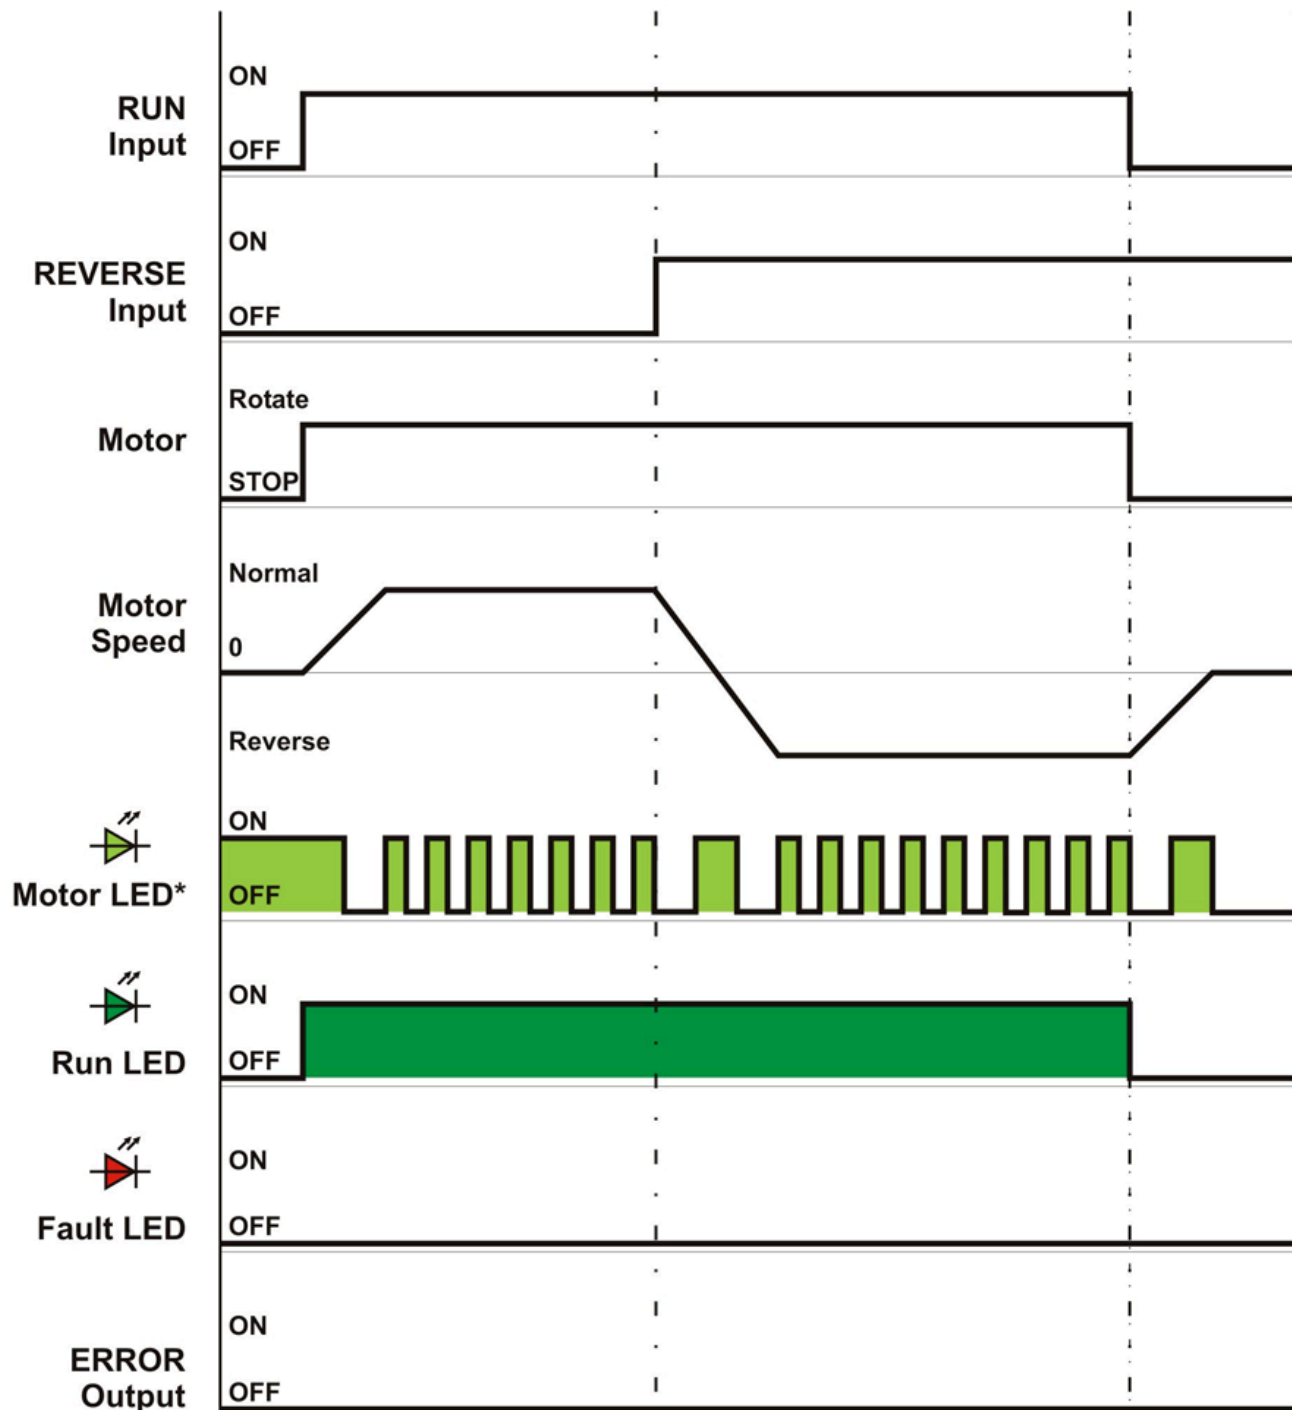 ON
RUN
Input
OFF
ON
REVERSE
Input
OFF
Rotate
Motor
STOP
Normal
Motor
Speed
0
Reverse
ON
OFF
Motor LED*
ON
Run LED
OFF
ON
Fault LED
OFF
ON
ERROR
Output
OFF